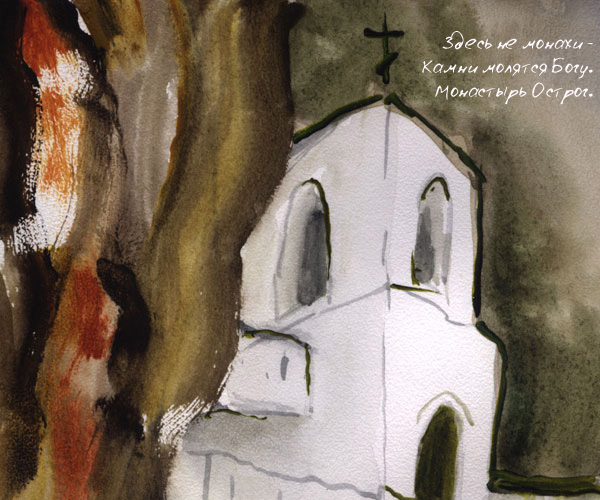 Здесь не монахи -
Камни молятся Богу.
Монастырь Острог.